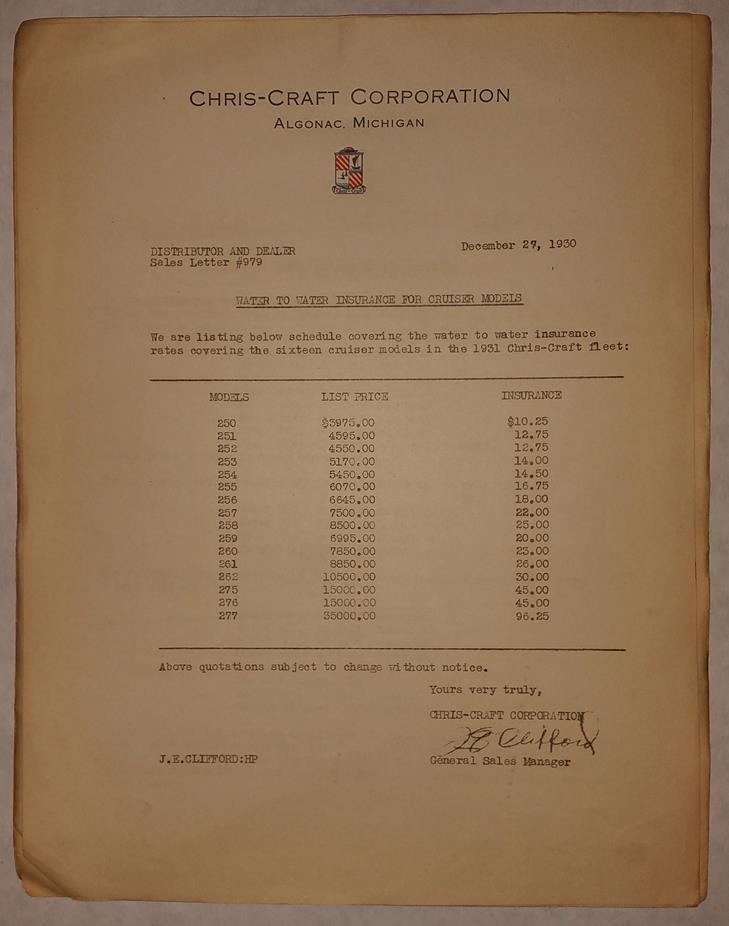 CHRIS-CRAFT CORPORATION
ALGONAC, MICHIGAN
December 27, 1930
DISTRIBUTOR AND DEALER
Sales Letter #979
WATER TO WATER INSURANCE FOR CRUISER MODELS
We are listing below schedule covering the water to water insurance
rates covering the sixteen cruiser models in the 1931 Chris-Craft fleet:
MODELS LIST PRICE INSURANCE
250 $3975.00 $10.25
251 4595.00 12.75
252 4550.00 12.75
253 5170.00 14.00
254 5450.00 14.50
255 6070.00 16.75
256 6645.00 18.00
257 7500.00 22.00
258 8500.00 25.00
259 6995.00 20.00
260 7850.00 23.00
261 8850.00 26.00
262 10500.00 30.00
275 15000.00 45.00
276 15000.00 45.00
277 35000.00 96.25
Above quotations subject to change without notice.
Yours very truly,
CHRIS-CRAFT CORPORATION
JE Clifford
J.E.CLIFFORD:HP General Sales Manager